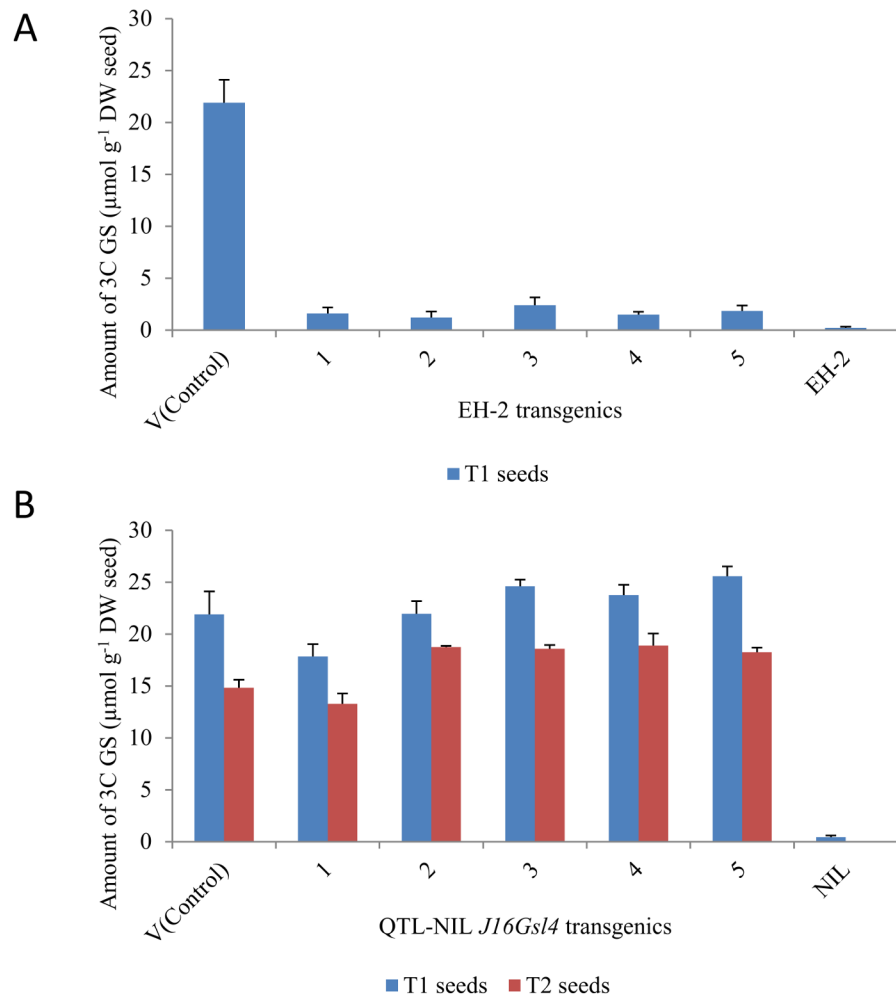 A
Amount of 3C GS (µmol g⁻¹ DW seed)
30
25
20
15
10
5
0
V(Control)
1
2
3
4
5
EH-2
EH-2 transgenics
T1 seeds
B
Amount of 3C GS (µmol g⁻¹ DW seed)
30
25
20
15
10
5
0
V(Control)
1
2
3
4
5
NIL
QTL-NIL J16Gsl4 transgenics
T1 seeds T2 seeds